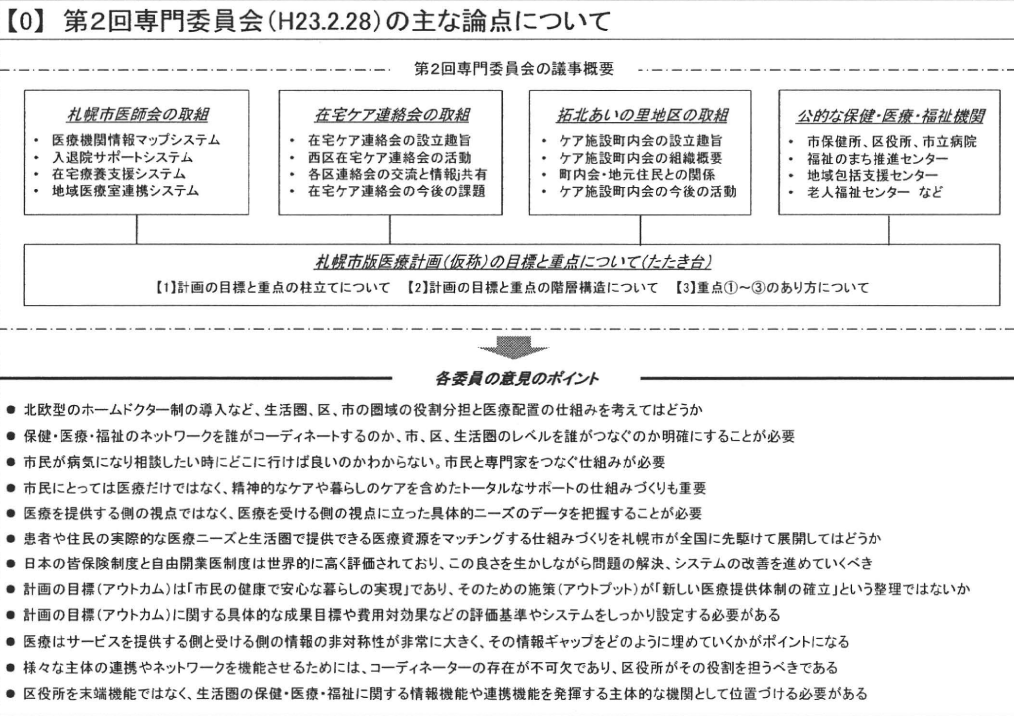 【0】 第2回専門委員会(H23.2.28)の主な論点について
第2回専門委員会の議事概要
札幌市医師会の取組
・ 医療機関情報マップシステム
・ 入退院サポートシステム
・ 在宅療養支援システム
・ 地域医療室連携システム
在宅ケア連絡会の取組
・ 在宅ケア連絡会の設立趣旨
・ 西区在宅ケア連絡会の活動
・ 各区連絡会の交流と情報共有
・ 在宅ケア連絡会の今後の課題
拓北あいの里地区の取組
・ ケア施設町内会の設立趣旨
・ ケア施設町内会の組織概要
・ 町内会・地元住民との関係
・ ケア施設町内会の今後の活動
公的な保健・医療・福祉機関
・ 市保健所、区役所、市立病院
・ 福祉のまち推進センター
・ 地域包括支援センター
・ 老人福祉センター など
札幌市版医療計画(仮称)の目標と重点について(たたき台)
【1】計画の目標と重点の柱立てについて 【2】計画の目標と重点の階層構造について 【3】重点①～③のあり方について
各委員の意見のポイント
● 北欧型のホームドクター制の導入など、生活圏、区、市の圏域の役割分担と医療配置の仕組みを考えてはどうか
● 保健・医療・福祉のネットワークを誰がコーディネートするのか、市、区、生活圏のレベルを誰がつなぐのか明確にすることが必要
● 市民が病気になり相談したい時にどこに行けば良いのかわからない。市民と専門家をつなぐ仕組みが必要
● 市民にとっては医療だけではなく、精神的なケアや暮らしのケアを含めたトータルなサポートの仕組みづくりも重要
● 医療を提供する側の視点ではなく、医療を受ける側の視点に立った具体的ニーズのデータを把握することが必要
● 患者や住民の実際的な医療ニーズと生活圏で提供できる医療資源をマッチングする仕組みづくりを札幌市が全国に先駆けて展開してはどうか
● 日本の皆保険制度と自由開業医制度は世界的に高く評価されており、この良さを生かしながら問題の解決、システムの改善を進めていくべき
● 計画の目標(アウトカム)は「市民の健康で安心な暮らしの実現」であり、そのための施策(アウトプット)が「新しい医療提供体制の確立」という整理ではないか
● 計画の目標(アウトカム)に関する具体的な成果目標や費用対効果などの評価基準やシステムをしっかり設定する必要がある
● 医療はサービスを提供する側と受ける側の情報の非対称性が非常に大きく、その情報ギャップをどのように埋めていくかがポイントになる
● 様々な主体の連携やネットワークを機能させるためには、コーディネーターの存在が不可欠であり、区役所がその役割を担うべきである
● 区役所を末端機能ではなく、生活圏の保健・医療・福祉に関する情報機能や連携機能を発揮する主体的な機関として位置づける必要がある